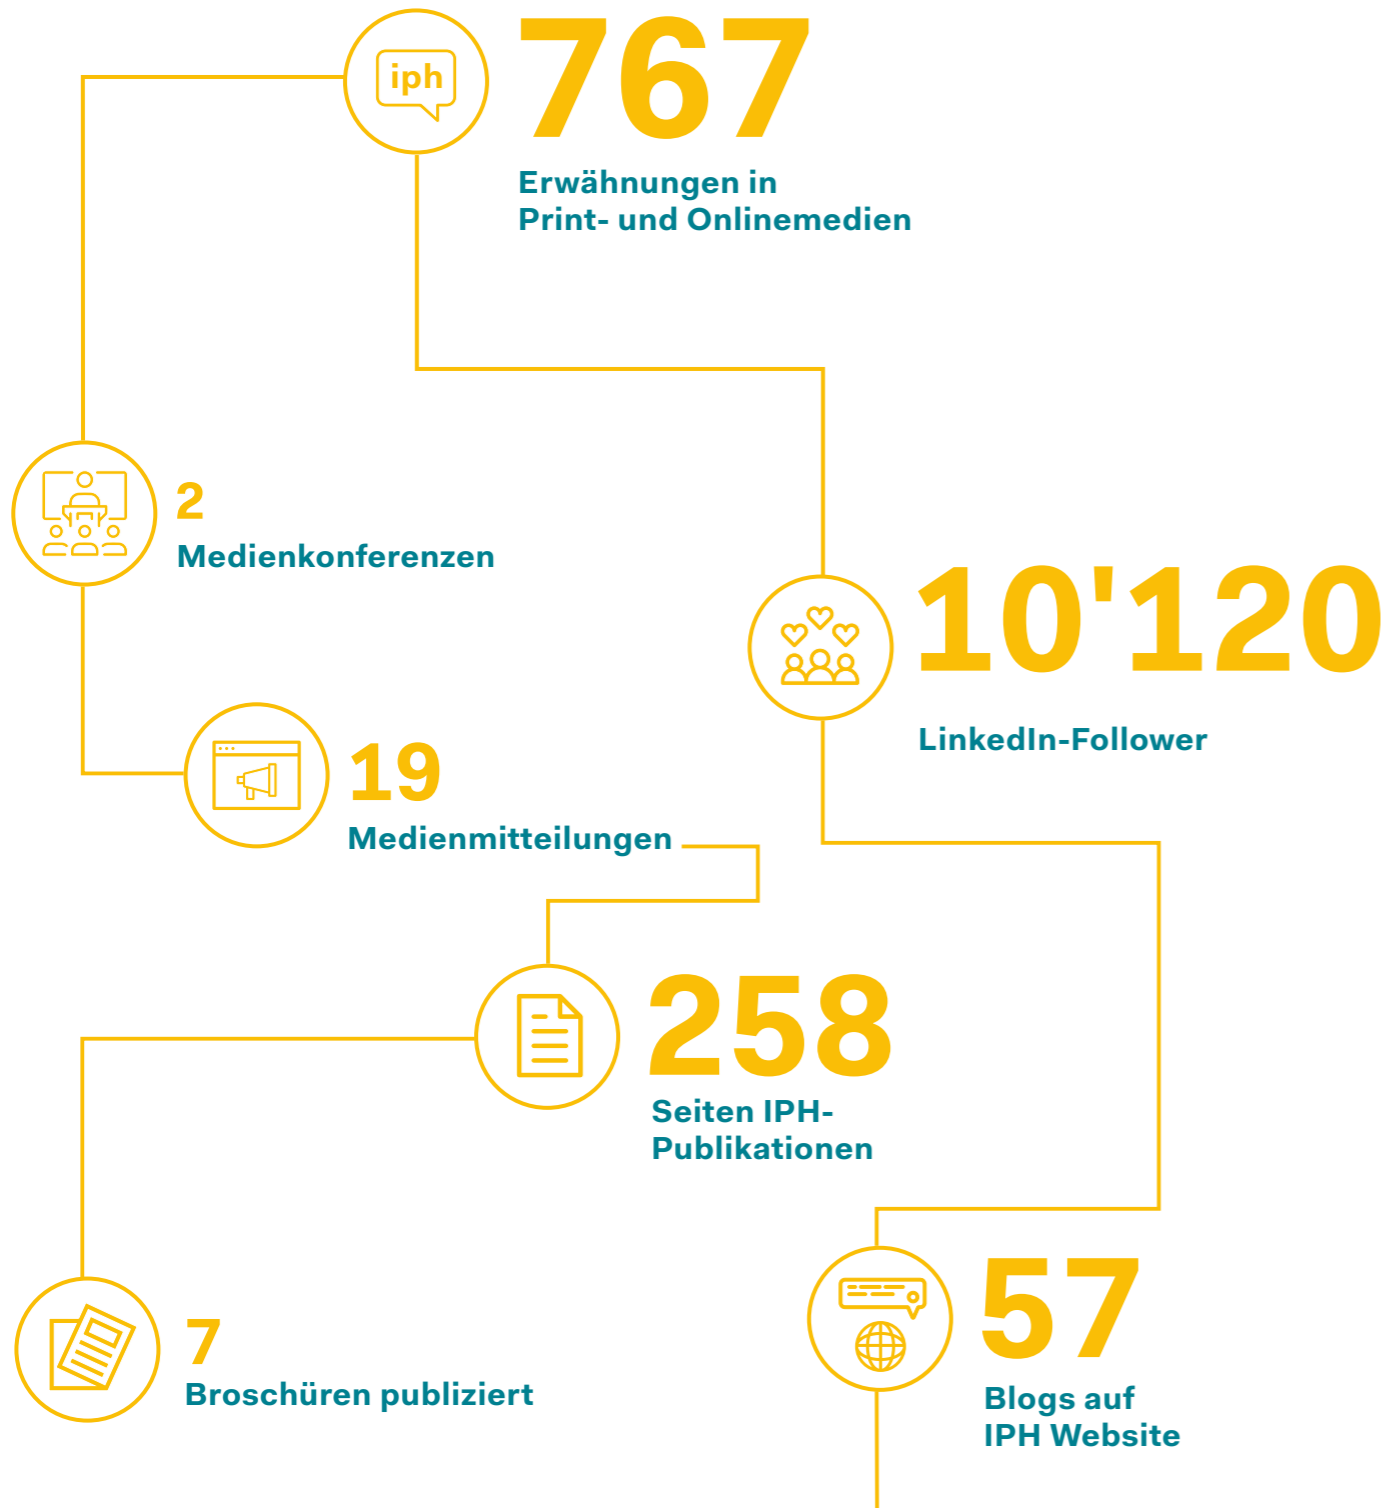 iph
767
Erwähnungen in
Print- und Onlinemedien
2
Medienkonferenzen
10'120
LinkedIn-Follower
19
Medienmitteilungen
258
Seiten IPH-
Publikationen
7
Broschüren publiziert
57
Blogs auf
IPH Website